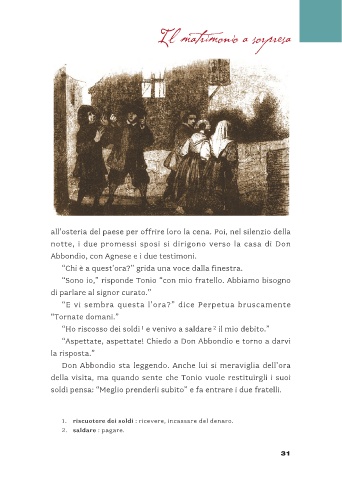 Il matrimonio a sorpresa
all'osteria del paese per offrire loro la cena. Poi, nel silenzio della
notte, i due promessi sposi si dirigono verso la casa di Don
Abbondio, con Agnese e i due testimoni.
"Chi è a quest'ora?" grida una voce dalla finestra.
"Sono io," risponde Tonio "con mio fratello. Abbiamo bisogno
di parlare al signor curato."
"E vi sembra questa l'ora?" dice Perpetua bruscamente
"Tornate domani."
"Ho riscosso dei soldi 1 e venivo a saldare 2 il mio debito."
"Aspettate, aspettate! Chiedo a Don Abbondio e torno a darvi
la risposta."
Don Abbondio sta leggendo. Anche lui si meraviglia dell'ora
della visita, ma quando sente che Tonio vuole restituirgli i suoi
soldi pensa: "Meglio prenderli subito" e fa entrare i due fratelli.
1. riscuotere dei soldi : ricevere, incassare del denaro.
2. saldare : pagare.
31